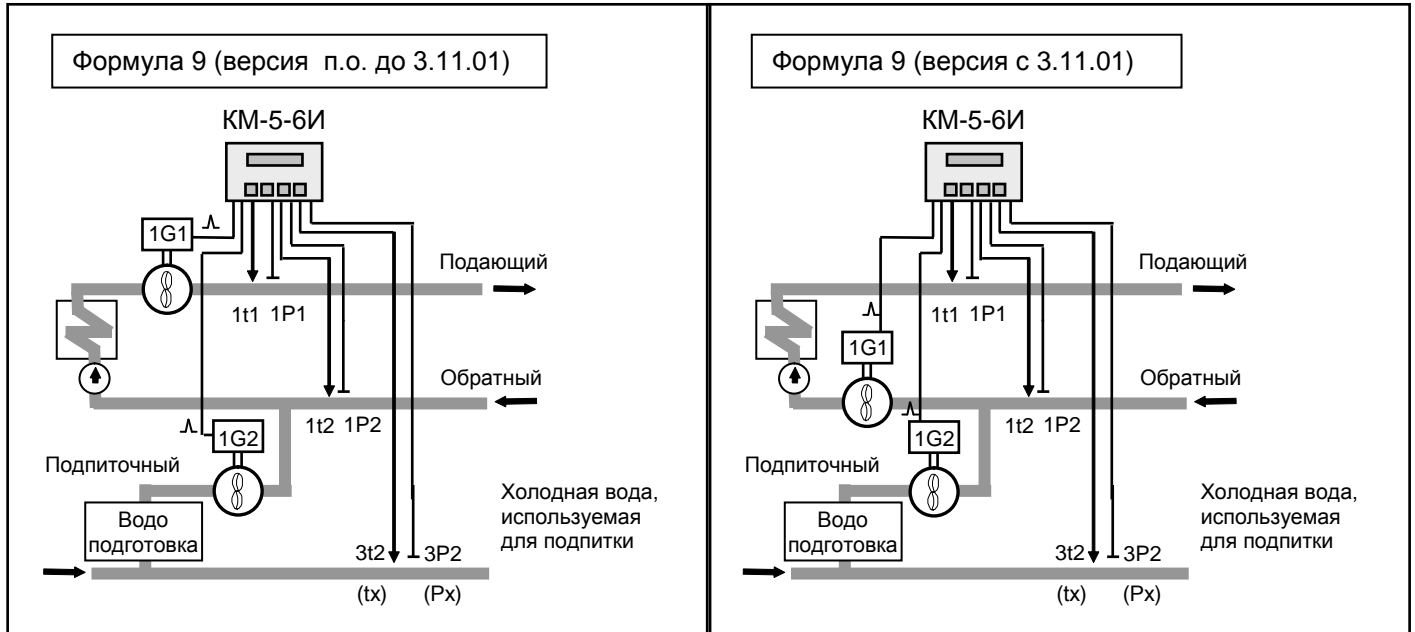 Формула 9 (версия п.о. до 3.11.01)
КМ-5-6И
1G1
Подающий
1t1 1P1
Обратный
1t2 1P2
1G2
Подпиточный
Водо
подготовка
Холодная вода,
используемая
для подпитки
3t2 3P2
(tx) (Px)
Формула 9 (версия с 3.11.01)
КМ-5-6И
Подающий
1t1 1P1
1G1
Обратный
1t2 1P2
1G2
Подпиточный
Водо
подготовка
Холодная вода,
используемая
для подпитки
3t2 3P2
(tx) (Px)